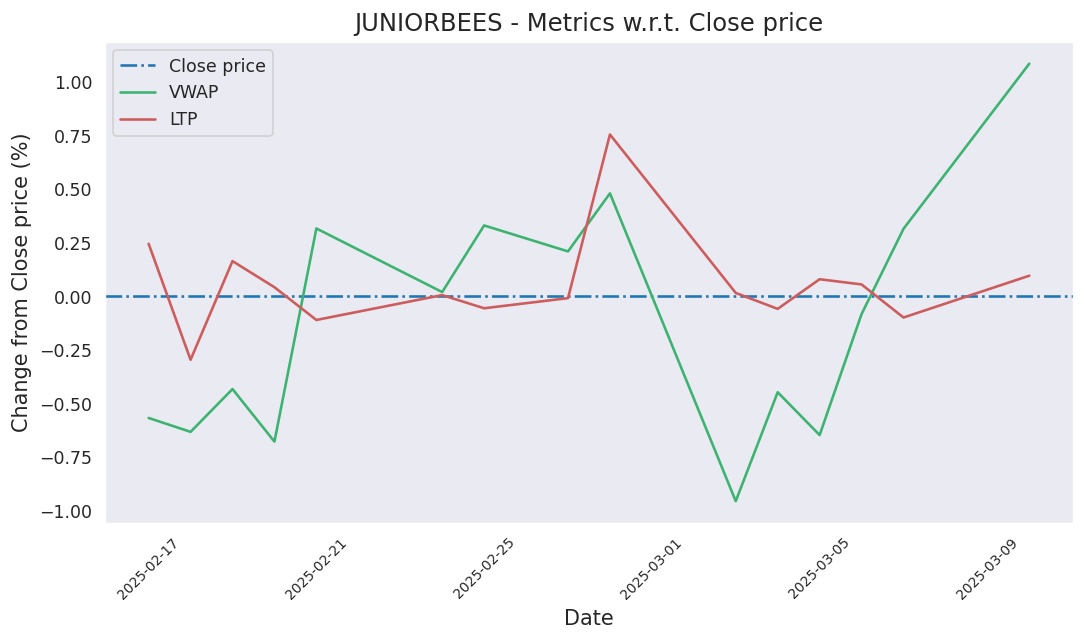 JUNIORBEES - Metrics w.r.t. Close price
Close price
VWAP
LTP
Change from Close price (%)
1.00
0.75
0.50
0.25
0.00
−0.25
−0.50
−0.75
−1.00
2025-02-17
2025-02-21
2025-02-25
2025-03-01
2025-03-05
2025-03-09
Date